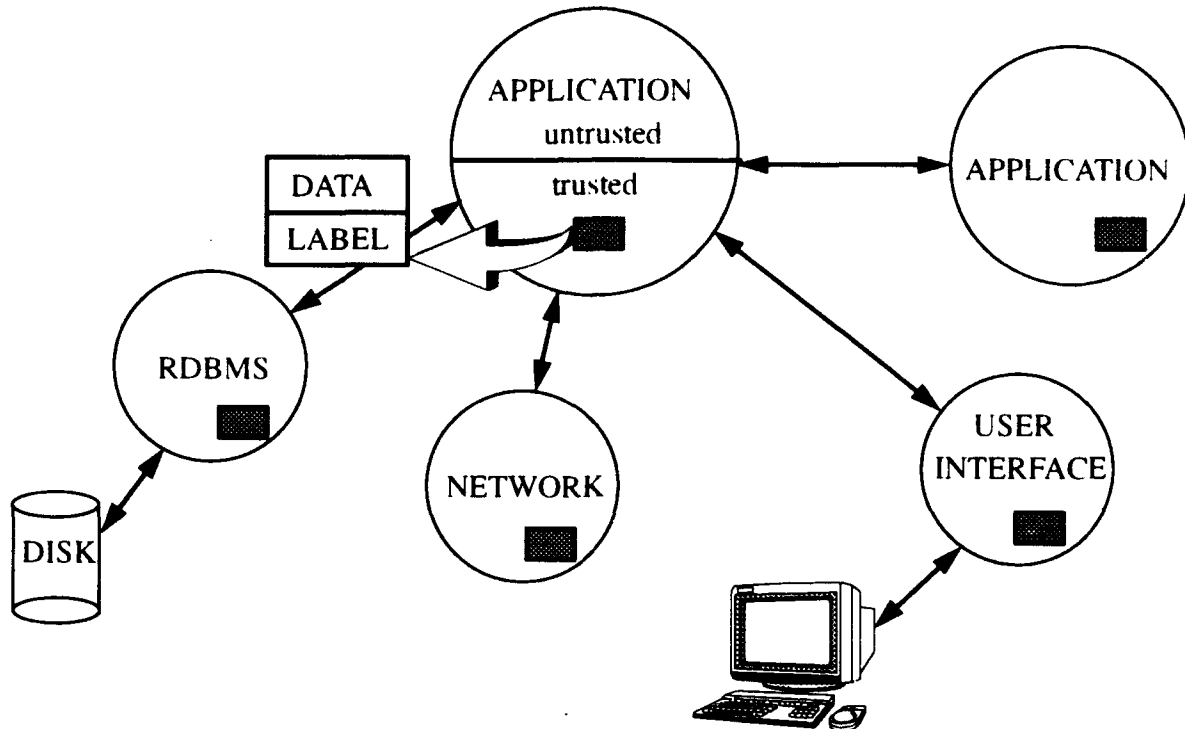 APPLICATION
untrusted
trusted
APPLICATION
DATA
LABEL
RDBMS
NETWORK
USER
INTERFACE
DISK